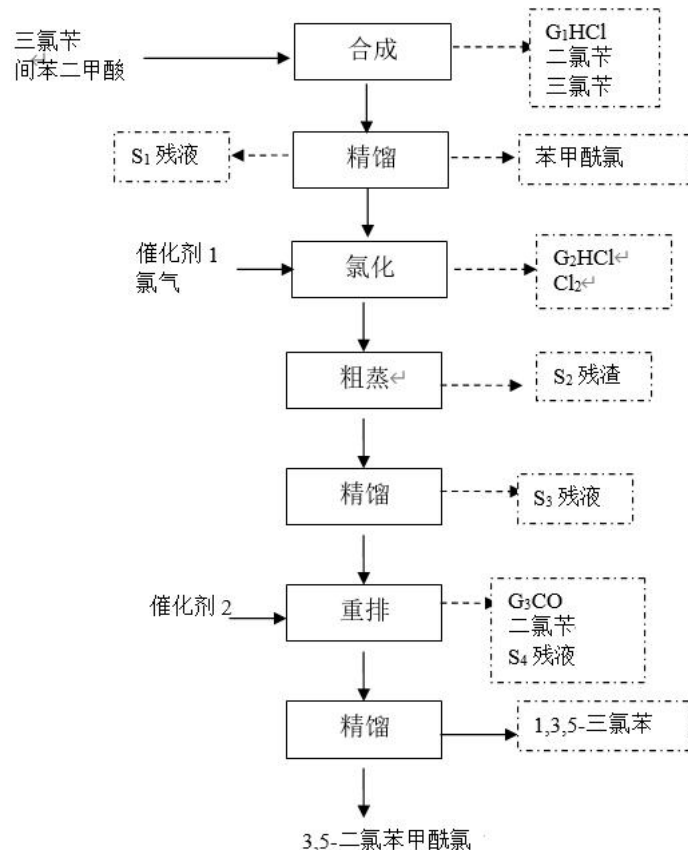 三氯苄
间苯二甲酸
合成
G₁HCl
二氯苄
三氯苄
S₁ 残液
精馏
苯甲酰氯
催化剂 1
氯气
氯化
G₂HCl↵
Cl₂↵
粗蒸↵
S₂ 残渣
精馏
S₃ 残液
催化剂 2
重排
G₃CO
二氯苄
S₄ 残液
精馏
1,3,5-三氯苯
3,5-二氯苯甲酰氯